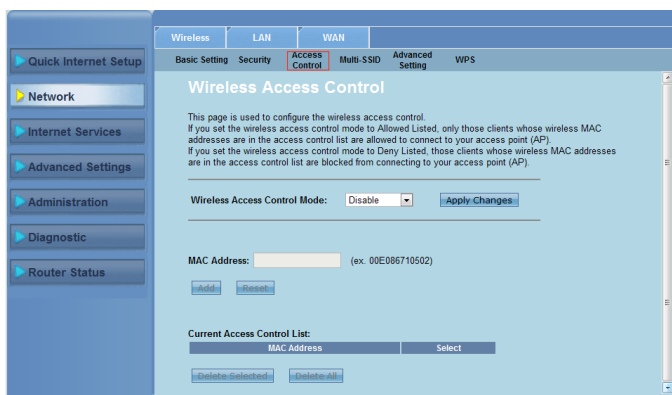 Wireless LAN WAN
Basic Setting Security Access Control Multi-SSID Advanced Setting WPS
Quick Internet Setup
Network
Internet Services
Advanced Settings
Administration
Diagnostic
Router Status
Wireless Access Control
This page is used to configure the wireless access control.
If you set the wireless access control mode to Allowed Listed, only those clients whose wireless MAC
addresses are in the access control list are allowed to connect to your access point (AP).
If you set the wireless access control mode to Deny Listed, those clients whose wireless MAC addresses
are in the access control list are blocked from connecting to your access point (AP).
Wireless Access Control Mode: Disable Apply Changes
MAC Address: (ex. 00E086710502)
Add Reset
Current Access Control List:
MAC Address Select
Delete Selected Delete All